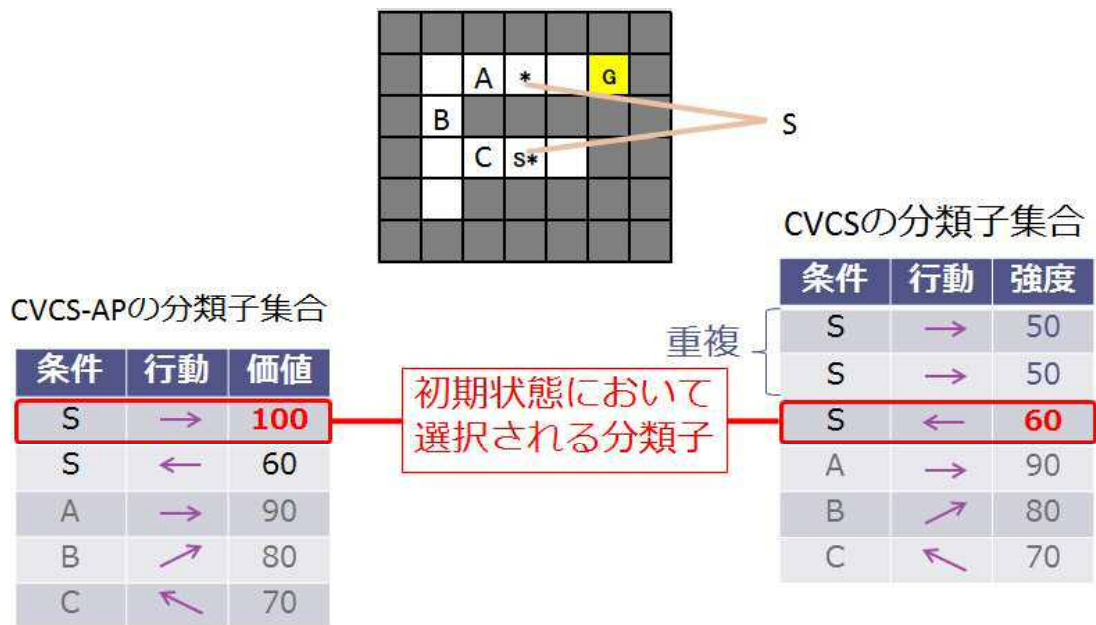 A * G
B
S
C S*
CVCSの分類子集合
条件 行動 強度
重複
S → 50
S → 50
S ← 60
A → 90
B ↗ 80
C ↖ 70
CVCS-APの分類子集合
条件 行動 価値
S → 100
S ← 60
A → 90
B ↗ 80
C ↖ 70
初期状態において
選択される分類子